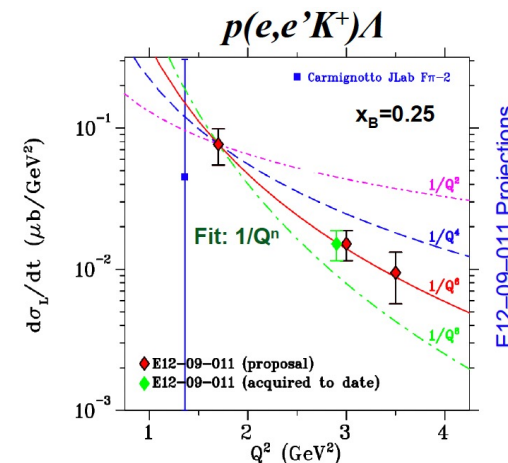 p(e,e’K⁺)Λ
Carmignotto JLab Fπ−2
x_B=0.25
10⁻¹
10⁻²
10⁻³
dσ_L/dt (μb/GeV²)
1/Q²
1/Q⁴
1/Q⁶
1/Q⁸
Fit: 1/Qⁿ
E12−09−011 (proposal)
E12−09−011 (acquired to date)
1 2 3 4
Q² (GeV²)
E12−09−011 Projections